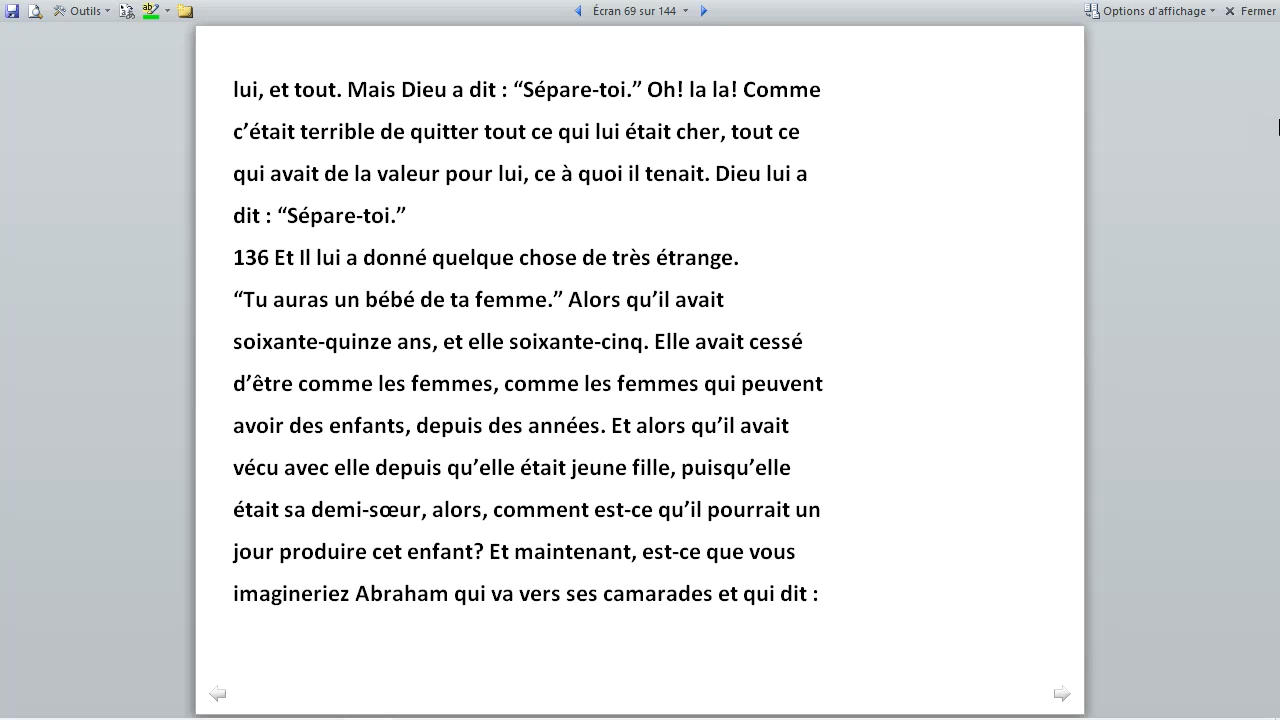 Outils Écran 69 sur 144 Options d'affichage Fermer
lui, et tout. Mais Dieu a dit : “Sépare-toi.” Oh! la la! Comme
c’était terrible de quitter tout ce qui lui était cher, tout ce
qui avait de la valeur pour lui, ce à quoi il tenait. Dieu lui a
dit : “Sépare-toi.”
136 Et Il lui a donné quelque chose de très étrange.
“Tu auras un bébé de ta femme.” Alors qu’il avait
soixante-quinze ans, et elle soixante-cinq. Elle avait cessé
d’être comme les femmes, comme les femmes qui peuvent
avoir des enfants, depuis des années. Et alors qu’il avait
vécu avec elle depuis qu’elle était jeune fille, puisqu’elle
était sa demi-sœur, alors, comment est-ce qu’il pourrait un
jour produire cet enfant? Et maintenant, est-ce que vous
imagineriez Abraham qui va vers ses camarades et qui dit :